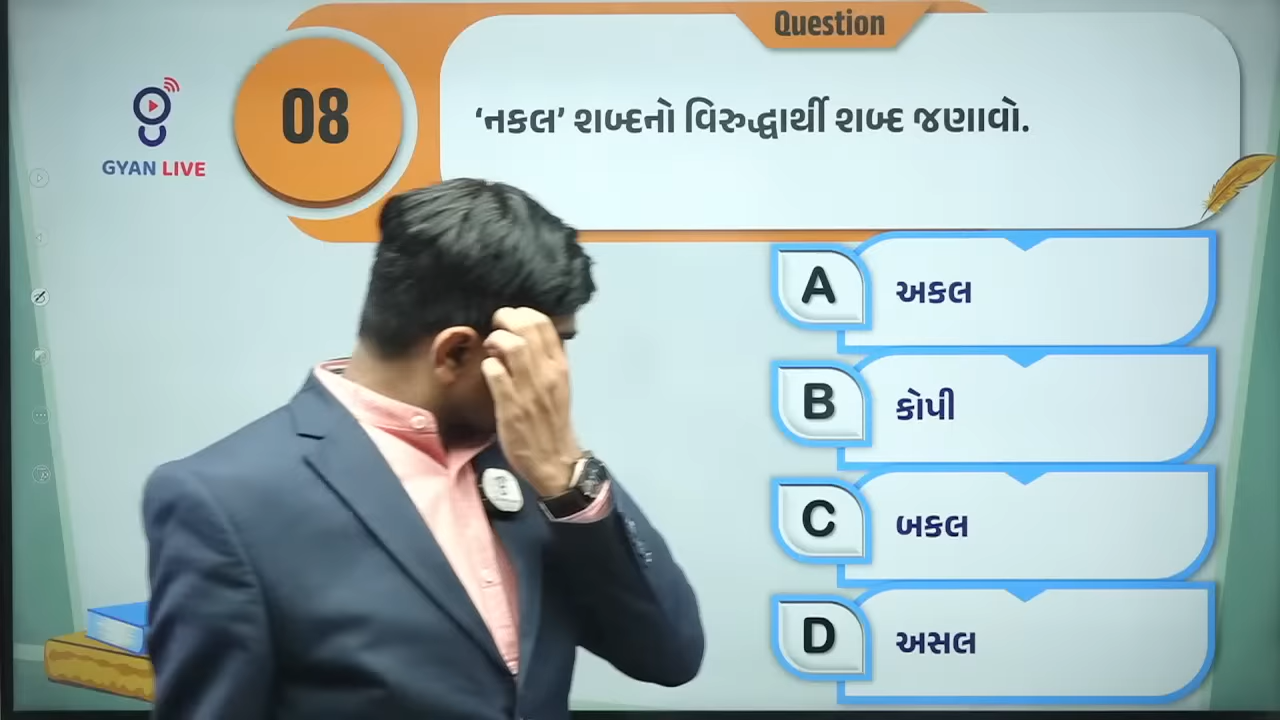 Question
08
‘નકલ’ શબ્દનો વિરુદ્ધાર્થી શબ્દ જણાવો.
GYAN LIVE
A અકલ
B કોપી
C બકલ
D અસલ